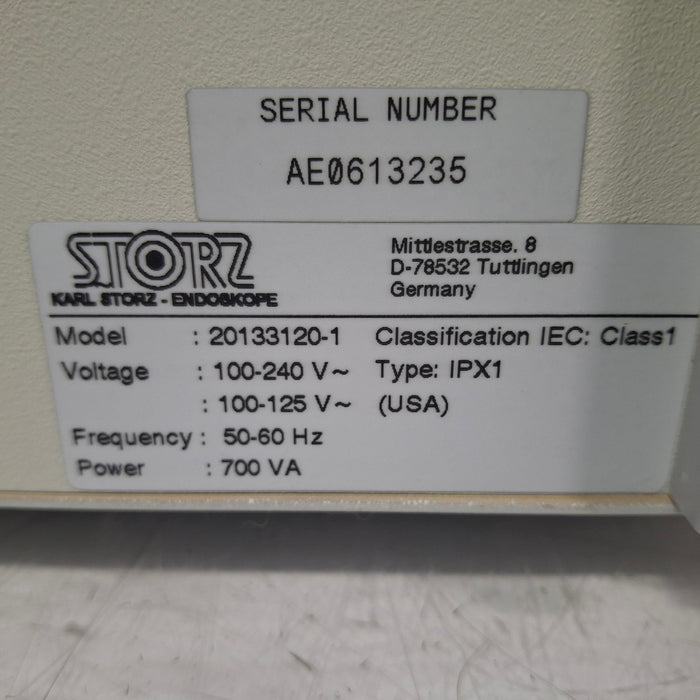 SERIAL NUMBER
AE0613235
STORZ
KARL STORZ - ENDOSKOPE
Mittlestrasse. 8
D-78532 Tuttlingen
Germany
Model : 20133120-1 Classification IEC: Class1
Voltage : 100-240 V~ Type: IPX1
: 100-125 V~ (USA)
Frequency : 50-60 Hz
Power : 700 VA